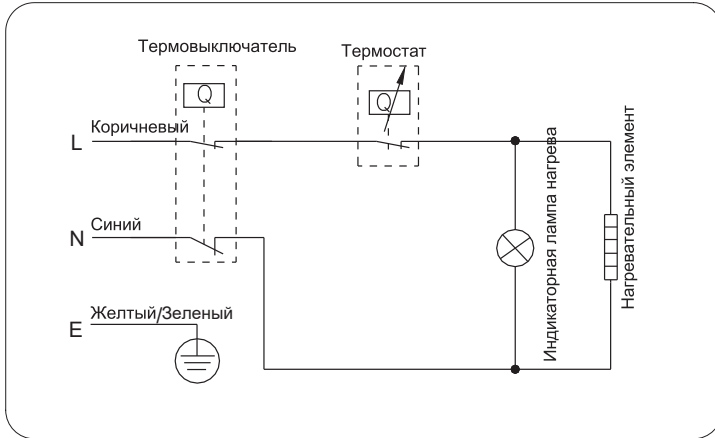 Термовыключатель
Термостат
Q
Q
L
Коричневый
N
Синий
E
Желтый/Зеленый
Индикаторная лампа нагрева
Нагревательный элемент